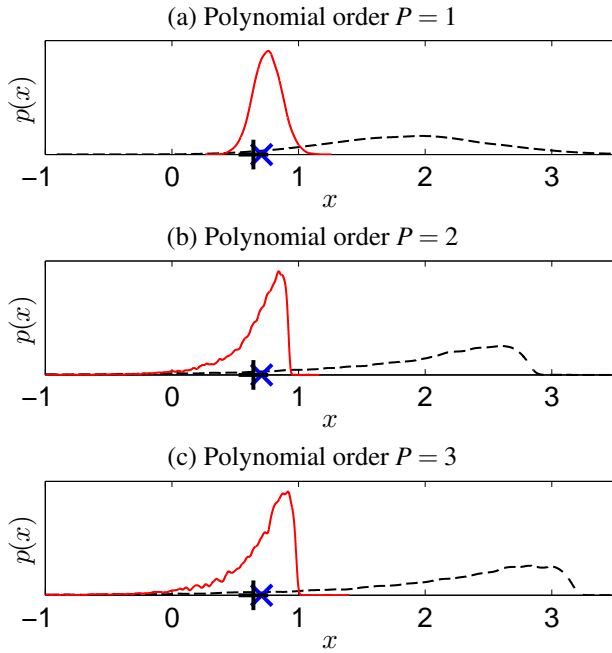 (a) Polynomial order P = 1
p(x)
−1 0 1 2 3
x
(b) Polynomial order P = 2
p(x)
−1 0 1 2 3
x
(c) Polynomial order P = 3
p(x)
−1 0 1 2 3
x